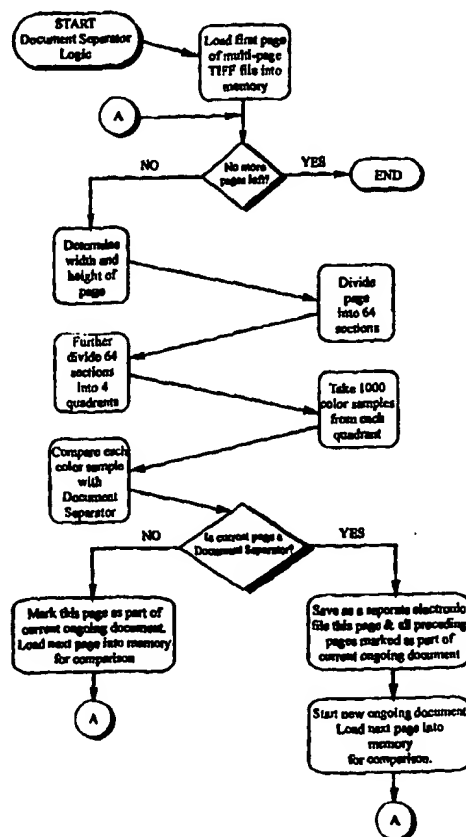 START
Document Separator
Logic
Load first page
of multi-page
TIFF file into
memory
A
No more
pages left?
NO
YES
END
Determine
width and
height of
page
Divide
page
into 64
sections
Further
divide 64
sections
into 4
quadrants
Take 1000
color samples
from each
quadrant
Compare each
color sample
with
Document
Separator
Is current page a
Document Separator?
NO
YES
Mark this page as part of
current ongoing document.
Load next page into memory
for comparison
A
Save as a separate electronic
file this page & all preceding
pages marked as part of
current ongoing document
Start new ongoing document
Load next page into
memory
for comparison.
A